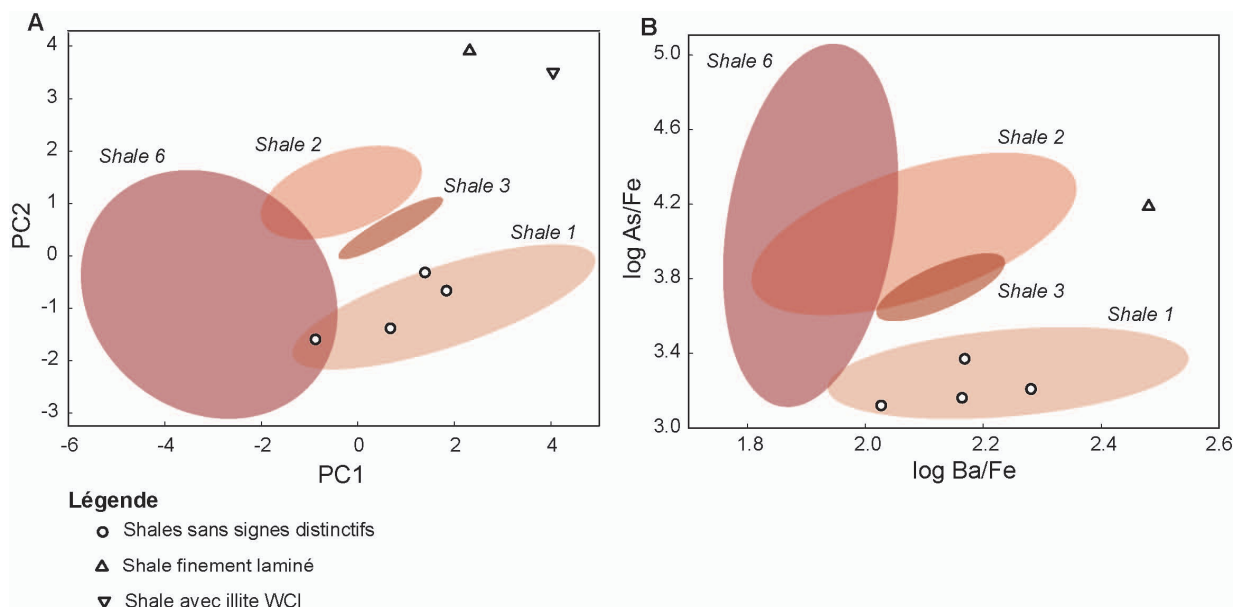 A
4
3
2
1
0
-1
-2
-3
PC2
Shale 6
Shale 2
Shale 3
Shale 1
-6
-4
-2
0
2
4
PC1
B
5.0
4.6
4.2
3.8
3.4
3.0
log As/Fe
Shale 6
Shale 2
Shale 3
Shale 1
1.8
2.0
2.2
2.4
2.6
log Ba/Fe
Légende
Shales sans signes distinctifs
Shale finement laminé
Shale avec illite WCI